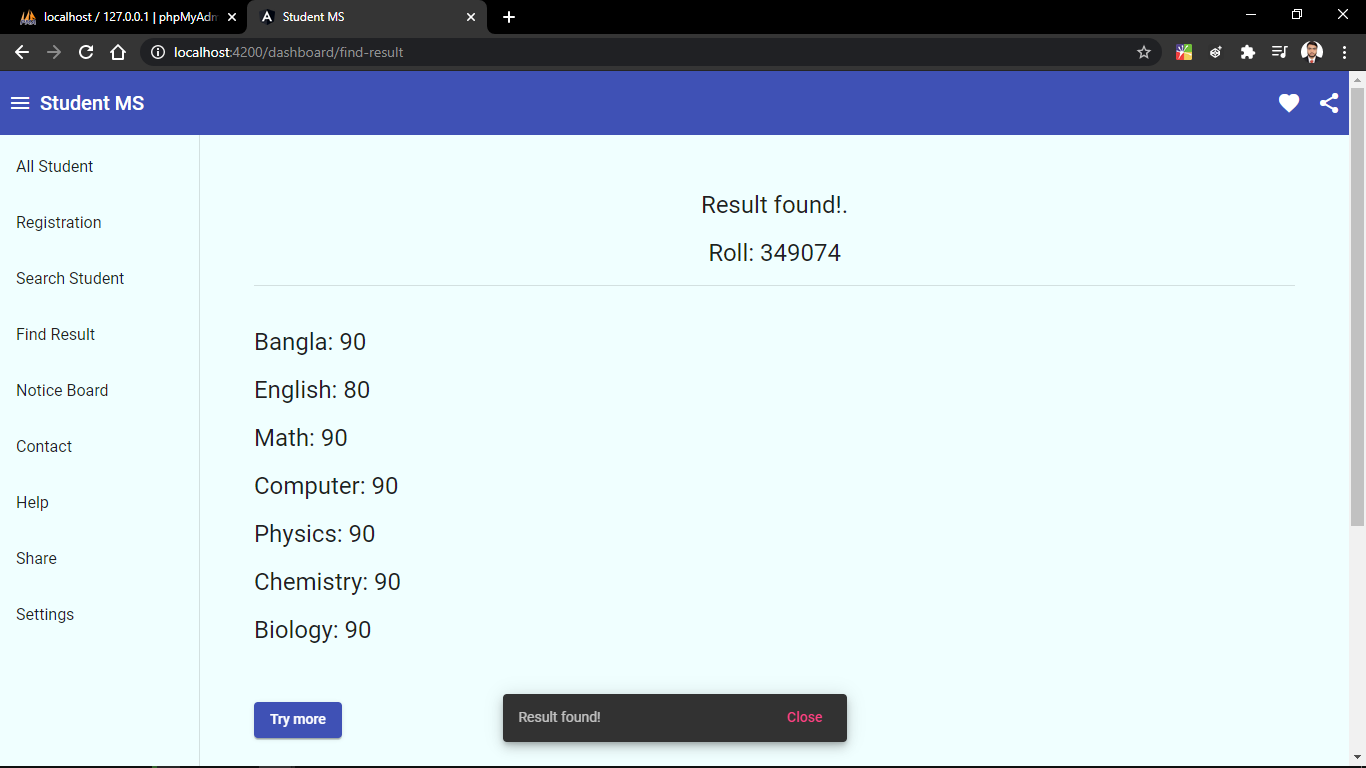 localhost / 127.0.0.1 | phpMyAdm
Student MS
localhost:4200/dashboard/find-result
Student MS
All Student
Registration
Search Student
Find Result
Notice Board
Contact
Help
Share
Settings
Result found!.
Roll: 349074
Bangla: 90
English: 80
Math: 90
Computer: 90
Physics: 90
Chemistry: 90
Biology: 90
Try more
Result found! Close